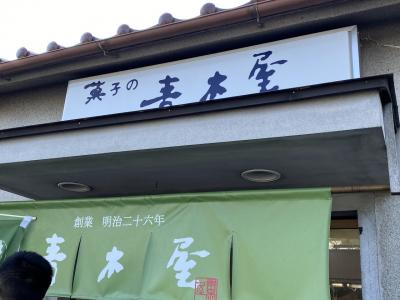 菓子の 青木屋
創業 明治二十六年
青木屋